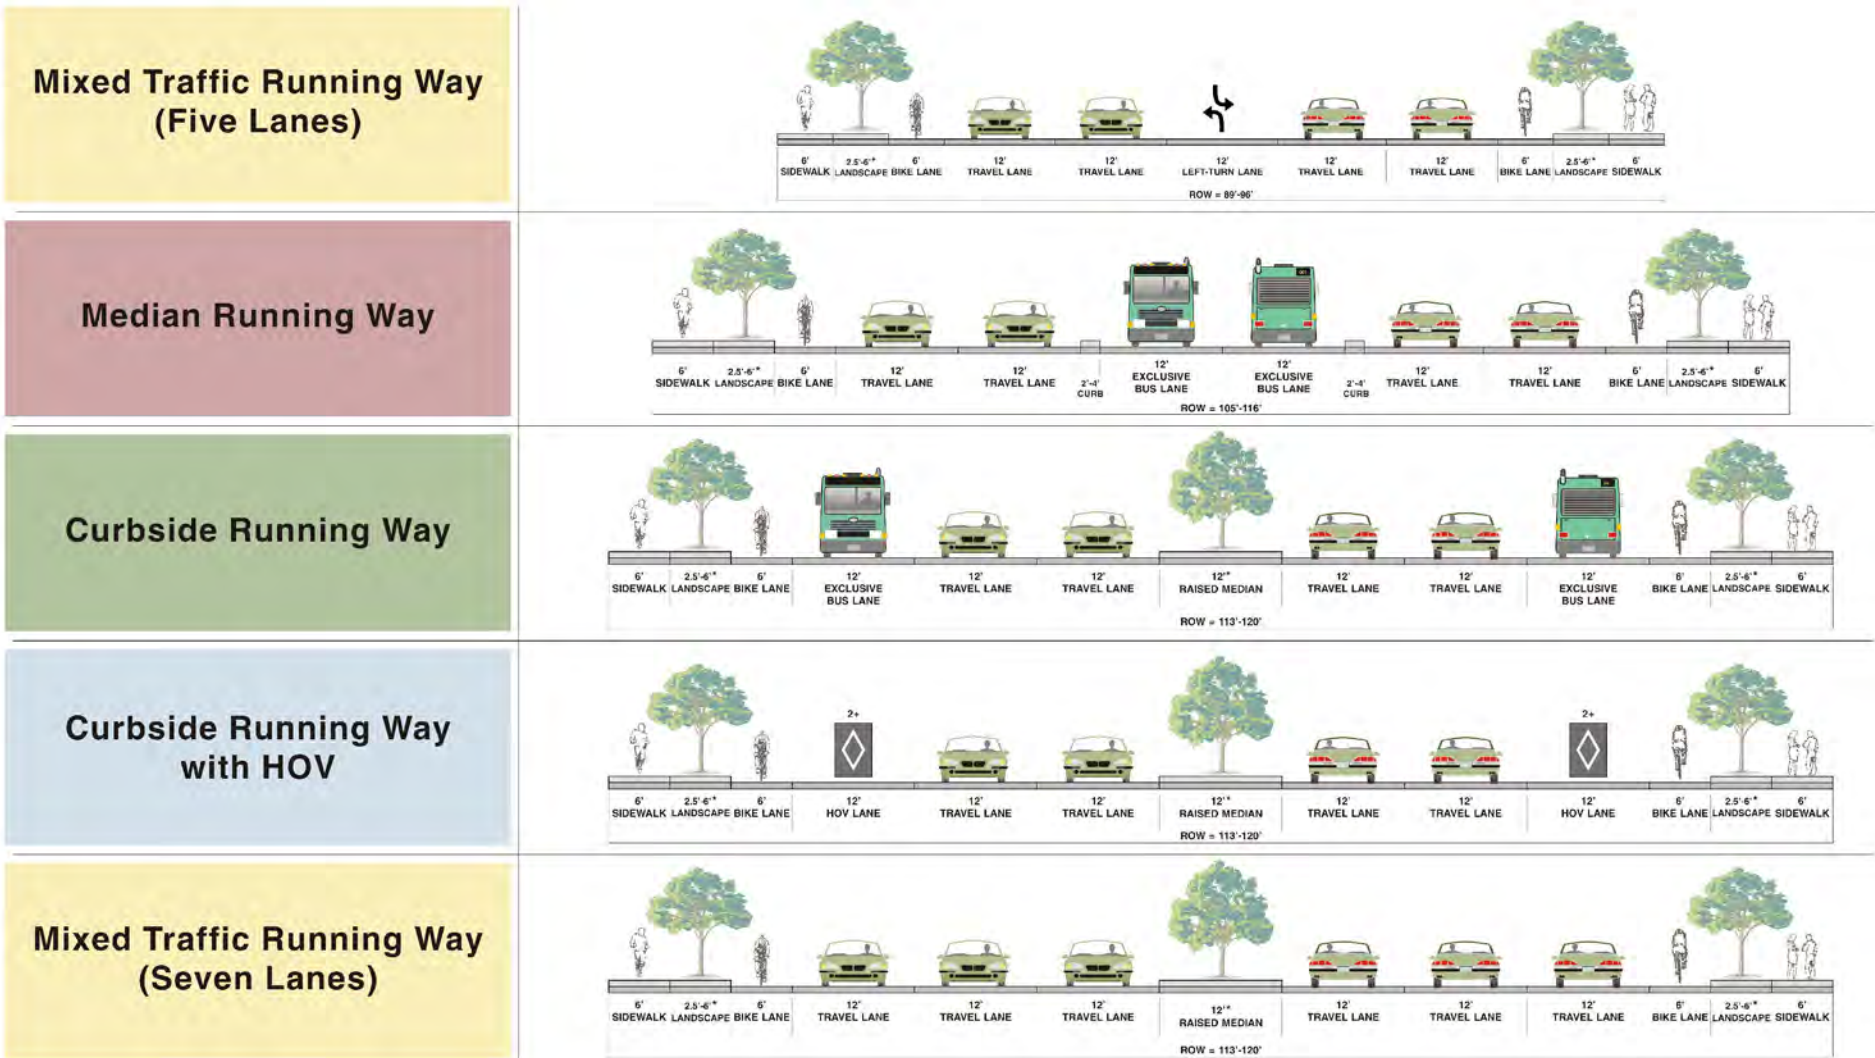 Mixed Traffic Running Way
(Five Lanes)
6' 2.5'-6'* 6' 12' 12' 12' 12' 12' 6' 2.5'-6'* 6'
SIDEWALK LANDSCAPE BIKE LANE TRAVEL LANE TRAVEL LANE LEFT-TURN LANE TRAVEL LANE TRAVEL LANE BIKE LANE LANDSCAPE SIDEWALK
ROW = 89'-96'
Median Running Way
6' 2.5'-6'* 6' 12' 12' 2'-4' 12' 12' 2'-4' 12' 12' 6' 2.5'-6'* 6'
SIDEWALK LANDSCAPE BIKE LANE TRAVEL LANE TRAVEL LANE CURB EXCLUSIVE EXCLUSIVE CURB TRAVEL LANE TRAVEL LANE BIKE LANE LANDSCAPE SIDEWALK
BUS LANE BUS LANE
ROW = 105'-116'
Curbside Running Way
6' 2.5'-6'* 6' 12' 12' 12' 12'* 12' 12' 12' 6' 2.5'-6'* 6'
SIDEWALK LANDSCAPE BIKE LANE EXCLUSIVE TRAVEL LANE TRAVEL LANE RAISED MEDIAN TRAVEL LANE TRAVEL LANE EXCLUSIVE BIKE LANE LANDSCAPE SIDEWALK
BUS LANE BUS LANE
ROW = 113'-120'
Curbside Running Way
with HOV
2+ 2+
6' 2.5'-6'* 6' 12' 12' 12' 12'* 12' 12' 12' 6' 2.5'-6'* 6'
SIDEWALK LANDSCAPE BIKE LANE HOV LANE TRAVEL LANE TRAVEL LANE RAISED MEDIAN TRAVEL LANE TRAVEL LANE HOV LANE BIKE LANE LANDSCAPE SIDEWALK
ROW = 113'-120'
Mixed Traffic Running Way
(Seven Lanes)
6' 2.5'-6'* 6' 12' 12' 12' 12'* 12' 12' 12' 6' 2.5'-6'* 6'
SIDEWALK LANDSCAPE BIKE LANE TRAVEL LANE TRAVEL LANE TRAVEL LANE RAISED MEDIAN TRAVEL LANE TRAVEL LANE TRAVEL LANE BIKE LANE LANDSCAPE SIDEWALK
ROW = 113'-120'